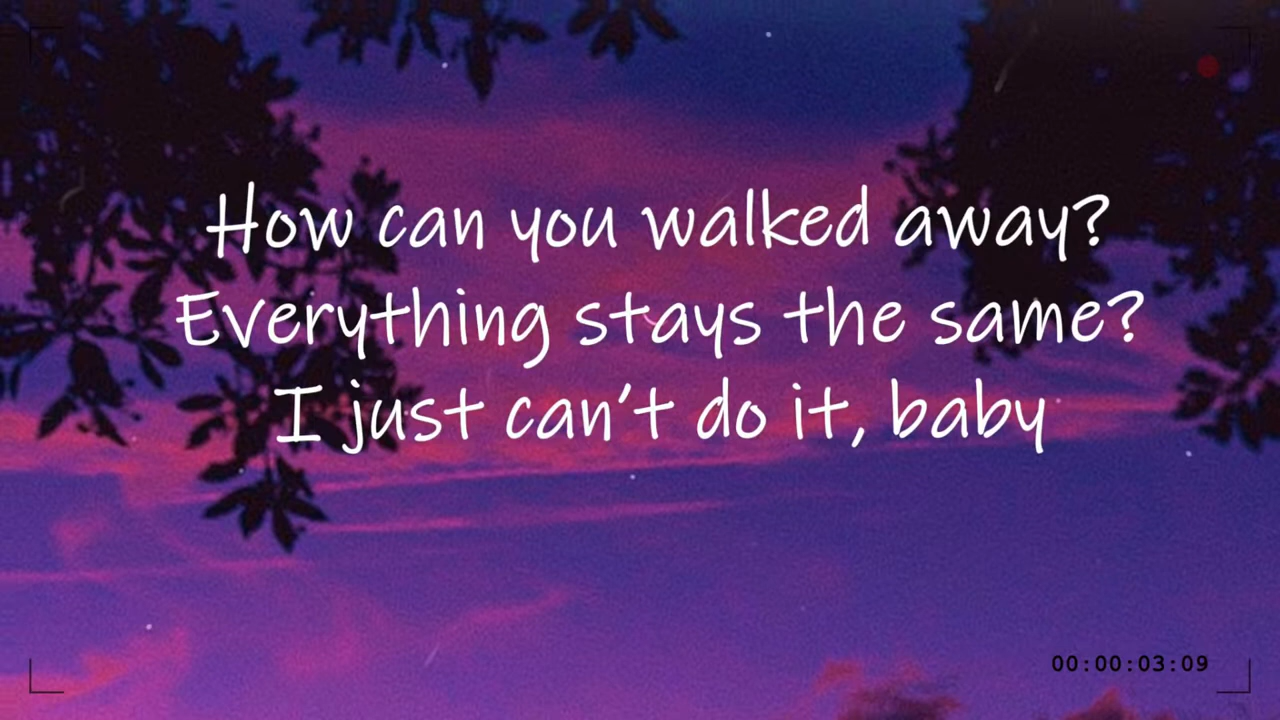 How can you walked away?
Everything stays the same?
I just can't do it, baby
00:00:03:09